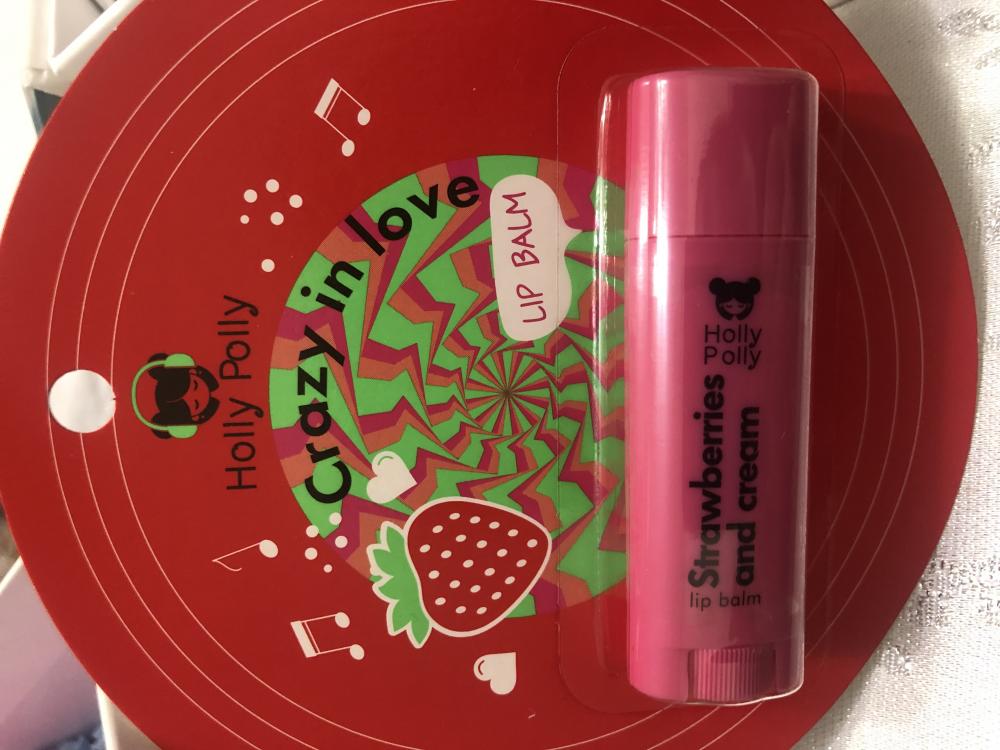 Holly Polly
Crazy in love
LIP BALM
Holly
Polly
Strawberries
and cream
lip balm